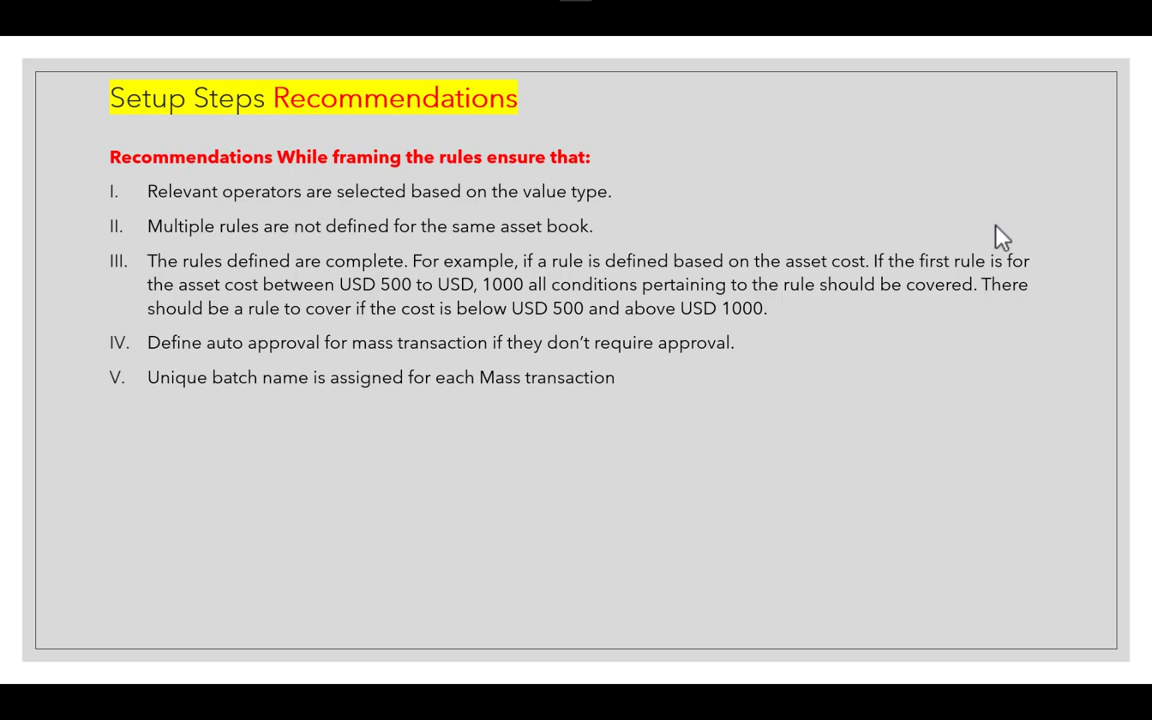 Setup Steps Recommendations
Recommendations While framing the rules ensure that:
I. Relevant operators are selected based on the value type.
II. Multiple rules are not defined for the same asset book.
III. The rules defined are complete. For example, if a rule is defined based on the asset cost. If the first rule is for
the asset cost between USD 500 to USD, 1000 all conditions pertaining to the rule should be covered. There
should be a rule to cover if the cost is below USD 500 and above USD 1000.
IV. Define auto approval for mass transaction if they don’t require approval.
V. Unique batch name is assigned for each Mass transaction